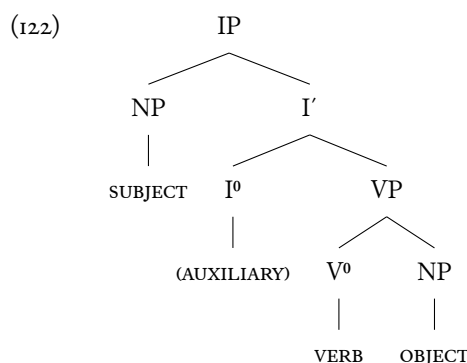 (122) IP
NP I′
SUBJECT I⁰ VP
(AUXILIARY) V⁰ NP
VERB OBJECT